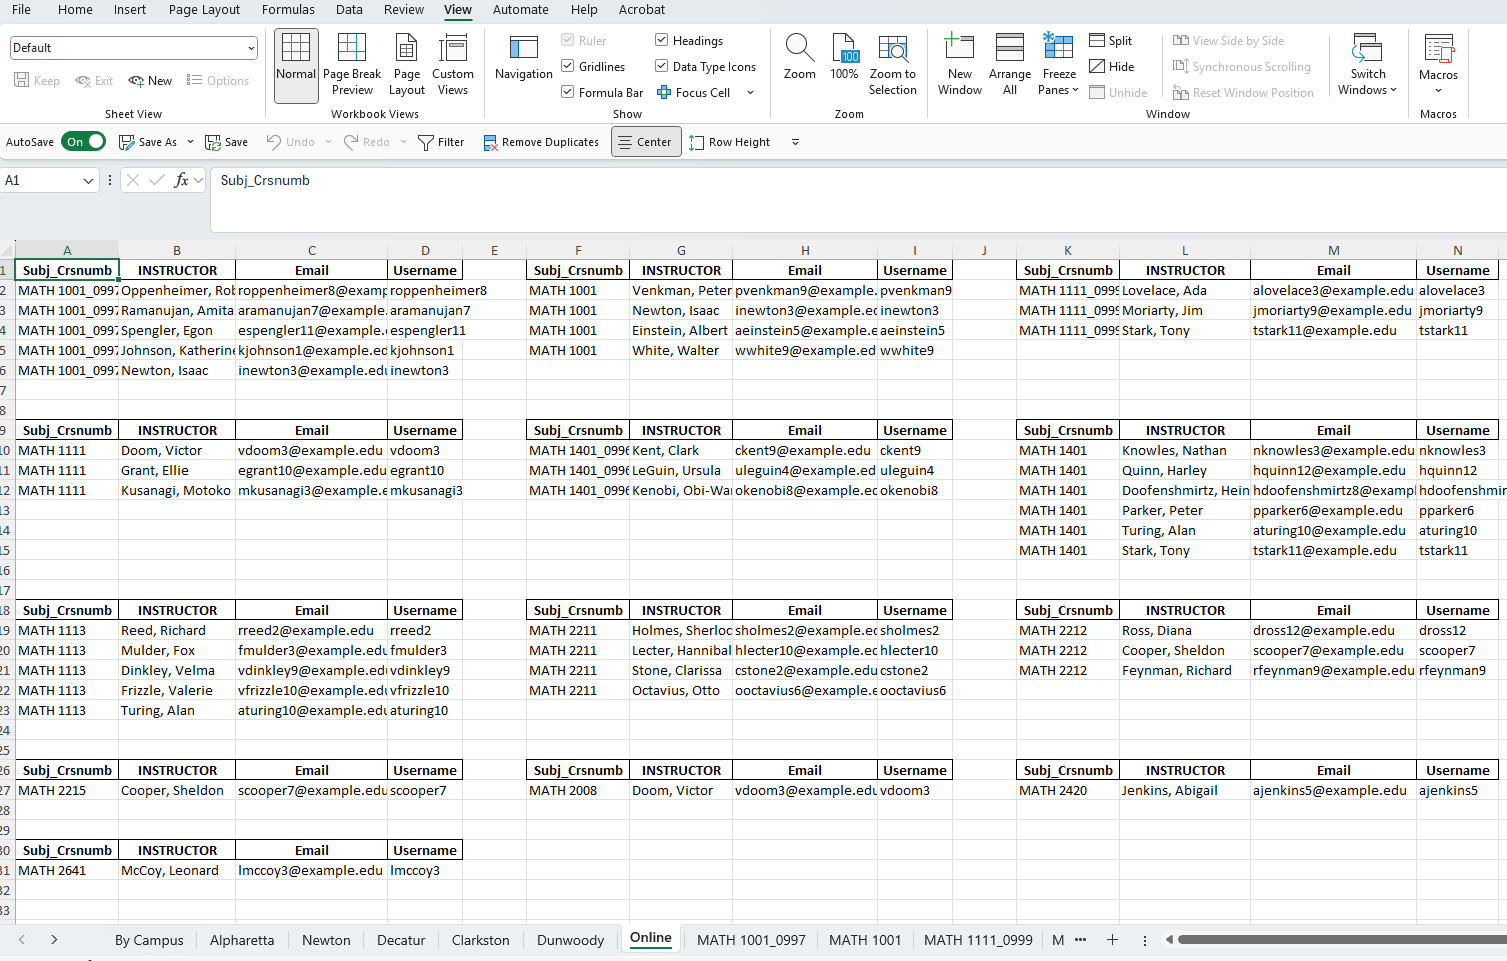 File Home Insert Page Layout Formulas Data Review View Automate Help Acrobat
Default
Keep Exit New Options
Sheet View
Normal Page Break Preview Page Layout Custom Views
Workbook Views
Navigation
Ruler Headings
Gridlines Data Type Icons
Formula Bar Focus Cell
Show
Zoom 100 100% Zoom to Selection
Zoom
New Window Arrange All Freeze Panes
Split View Side by Side
Hide Synchronous Scrolling
Unhide Reset Window Position
Window
Switch Windows
Macros
Macros
AutoSave On Save As Save Undo Redo Filter Remove Duplicates Center Row Height
A1 fx Subj_Crsnumb
A B C D E F G H I J K L M N
1 Subj_Crsnumb INSTRUCTOR Email Username Subj_Crsnumb INSTRUCTOR Email Username Subj_Crsnumb INSTRUCTOR Email Username
2 MATH 1001_0997 Oppenheimer, Rob roppenheimer8@examp roppenheimer8 MATH 1001 Venkman, Peter pvenkman9@example. pvenkman9 MATH 1111_0999 Lovelace, Ada alovelace3@example.edu alovelace3
3 MATH 1001_0997 Ramanujan, Amita aramanujan7@example. aramanujan7 MATH 1001 Newton, Isaac inewton3@example.ec inewton3 MATH 1111_0999 Moriarty, Jim jmoriarty9@example.edu jmoriarty9
4 MATH 1001_0997 Spengler, Egon espengler11@example. espengler11 MATH 1001 Einstein, Albert aeinstein5@example.e aeinstein5 MATH 1111_0999 Stark, Tony tstark11@example.edu tstark11
5 MATH 1001_0997 Johnson, Katherine kjohnson1@example.ed kjohnson1 MATH 1001 White, Walter wwhite9@example.ed wwhite9
6 MATH 1001_0997 Newton, Isaac inewton3@example.edu inewton3
7
8
9 Subj_Crsnumb INSTRUCTOR Email Username Subj_Crsnumb INSTRUCTOR Email Username Subj_Crsnumb INSTRUCTOR Email Username
10 MATH 1111 Doom, Victor vdoom3@example.edu vdoom3 MATH 1401_0996 Kent, Clark ckent9@example.edu ckent9 MATH 1401 Knowles, Nathan nknowles3@example.edu nknowles3
11 MATH 1111 Grant, Ellie egrant10@example.edu egrant10 MATH 1401_0996 LeGuin, Ursula uleguin4@example.ed uleguin4 MATH 1401 Quinn, Harley hquinn12@example.edu hquinn12
12 MATH 1111 Kusanagi, Motoko mkusanagi3@example.e mkusanagi3 MATH 1401_0996 Kenobi, Obi-Wa okenobi8@example.ec okenobi8 MATH 1401 Doofenshmirtz, Hein hdoofenshmirtz8@exampl hdoofenshmir
13 MATH 1401 Parker, Peter pparker6@example.edu pparker6
14 MATH 1401 Turing, Alan aturing10@example.edu aturing10
15 MATH 1401 Stark, Tony tstark11@example.edu tstark11
16
17
18 Subj_Crsnumb INSTRUCTOR Email Username Subj_Crsnumb INSTRUCTOR Email Username Subj_Crsnumb INSTRUCTOR Email Username
19 MATH 1113 Reed, Richard rreed2@example.edu rreed2 MATH 2211 Holmes, Sherloc sholmes2@example.ec sholmes2 MATH 2212 Ross, Diana dross12@example.edu dross12
20 MATH 1113 Mulder, Fox fmulder3@example.edu fmulder3 MATH 2211 Lecter, Hannibal hlecter10@example.ec hlecter10 MATH 2212 Cooper, Sheldon scooper7@example.edu scooper7
21 MATH 1113 Dinkley, Velma vdinkley9@example.edu vdinkley9 MATH 2211 Stone, Clarissa cstone2@example.edu cstone2 MATH 2212 Feynman, Richard rfeynman9@example.edu rfeynman9
22 MATH 1113 Frizzle, Valerie vfrizzle10@example.edu vfrizzle10 MATH 2211 Octavius, Otto ooctavius6@example.e ooctavius6
23 MATH 1113 Turing, Alan aturing10@example.edu aturing10
24
25
26 Subj_Crsnumb INSTRUCTOR Email Username Subj_Crsnumb INSTRUCTOR Email Username Subj_Crsnumb INSTRUCTOR Email Username
27 MATH 2215 Cooper, Sheldon scooper7@example.edu scooper7 MATH 2008 Doom, Victor vdoom3@example.edu vdoom3 MATH 2420 Jenkins, Abigail ajenkins5@example.edu ajenkins5
28
29
30 Subj_Crsnumb INSTRUCTOR Email Username
31 MATH 2641 McCoy, Leonard lmccoy3@example.edu lmccoy3
32
33
By Campus Alpharetta Newton Decatur Clarkston Dunwoody Online MATH 1001_0997 MATH 1001 MATH 1111_0999 M